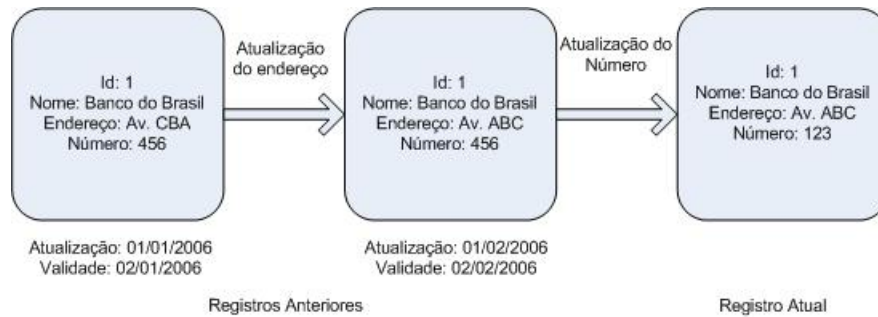 Id: 1
Nome: Banco do Brasil
Endereço: Av. CBA
Número: 456
Atualização
do endereço
Id: 1
Nome: Banco do Brasil
Endereço: Av. ABC
Número: 456
Atualização do
Número
Id: 1
Nome: Banco do Brasil
Endereço: Av. ABC
Número: 123
Atualização: 01/01/2006
Validade: 02/01/2006
Atualização: 01/02/2006
Validade: 02/02/2006
Registros Anteriores
Registro Atual